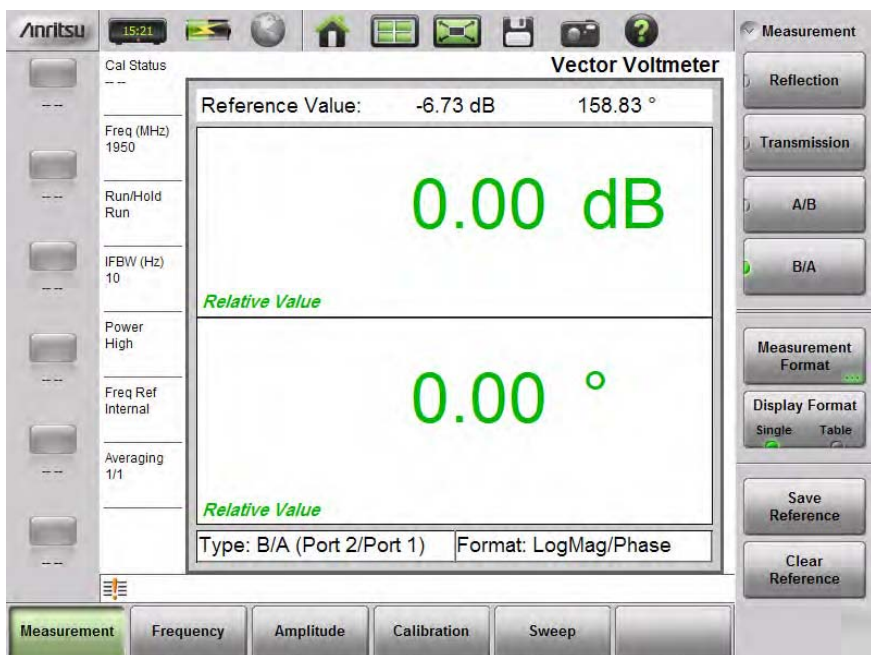 Anritsu 15:21 ?
Vector Voltmeter
Cal Status
-- --
Freq (MHz)
1950
Run/Hold
Run
IFBW (Hz)
10
Power
High
Freq Ref
Internal
Averaging
1/1
-- --
-- --
-- --
-- --
-- --
-- --
Reference Value: -6.73 dB 158.83 °
0.00 dB
Relative Value
0.00 °
Relative Value
Type: B/A (Port 2/Port 1) Format: LogMag/Phase
Measurement
Reflection
Transmission
A/B
B/A
Measurement
Format
...
Display Format
Single Table
Save
Reference
Clear
Reference
Measurement Frequency Amplitude Calibration Sweep